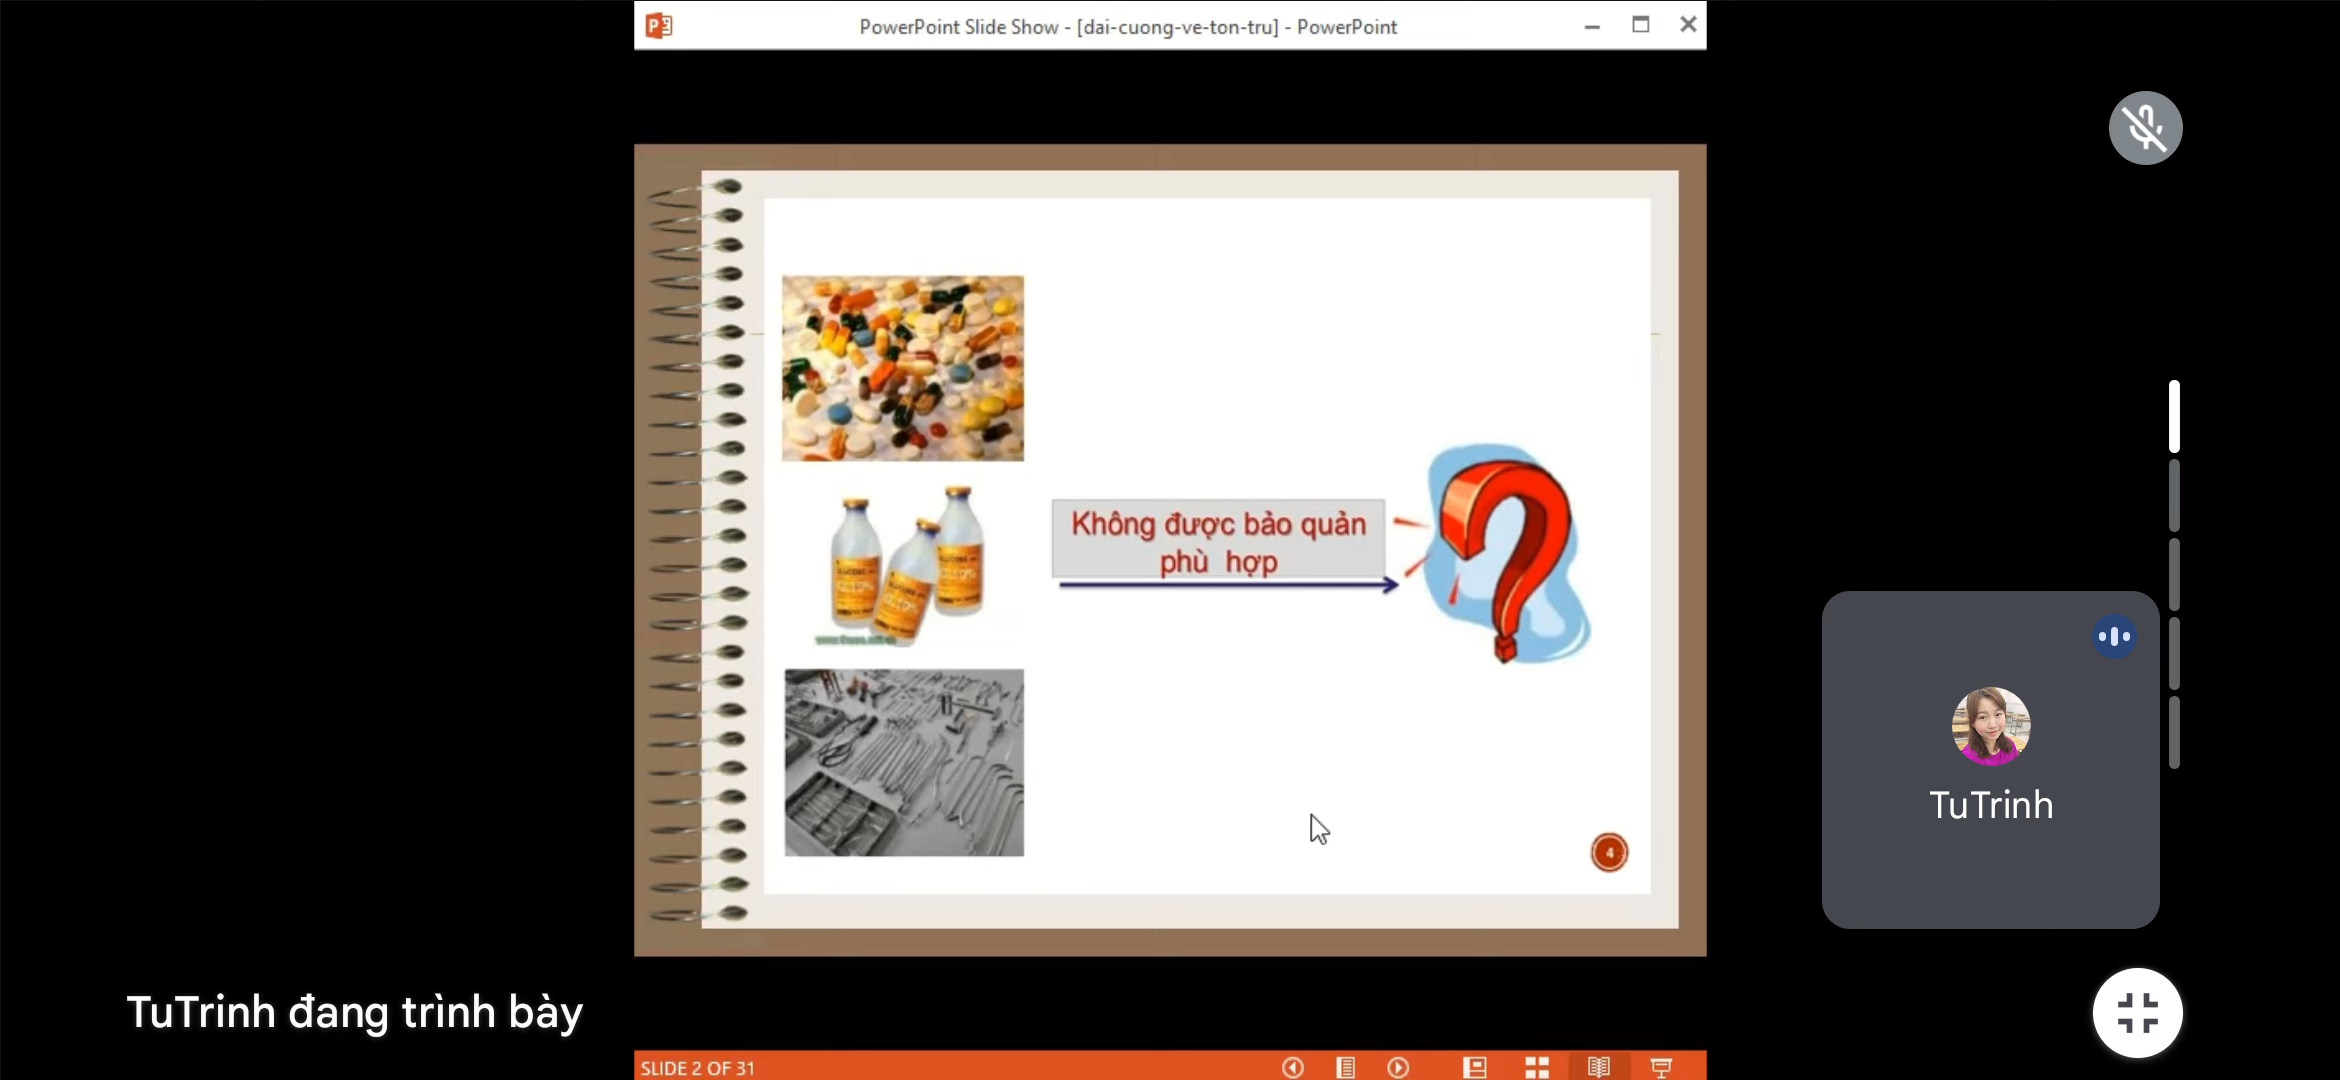 PowerPoint Slide Show - [dai-cuong-ve-ton-tru] - PowerPoint
Không được bảo quản
phù hợp
4
TuTrinh
TuTrinh đang trình bày
SLIDE 2 OF 31